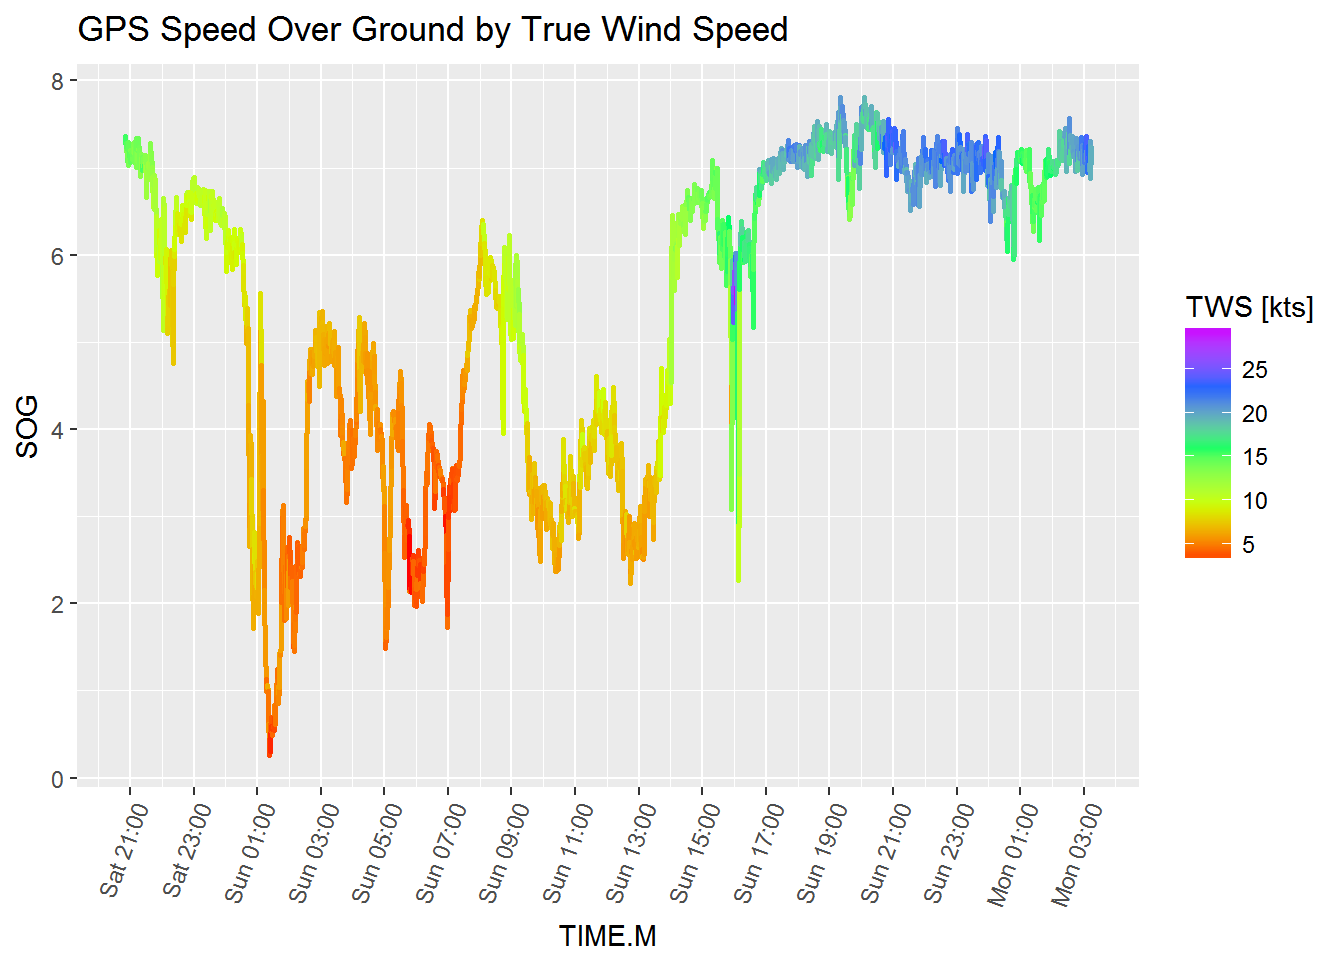 GPS Speed Over Ground by True Wind Speed
8
6
4
2
0
SOG
Sat 21:00
Sat 23:00
Sun 01:00
Sun 03:00
Sun 05:00
Sun 07:00
Sun 09:00
Sun 11:00
Sun 13:00
Sun 15:00
Sun 17:00
Sun 19:00
Sun 21:00
Sun 23:00
Mon 01:00
Mon 03:00
TIME.M
TWS [kts]
25
20
15
10
5